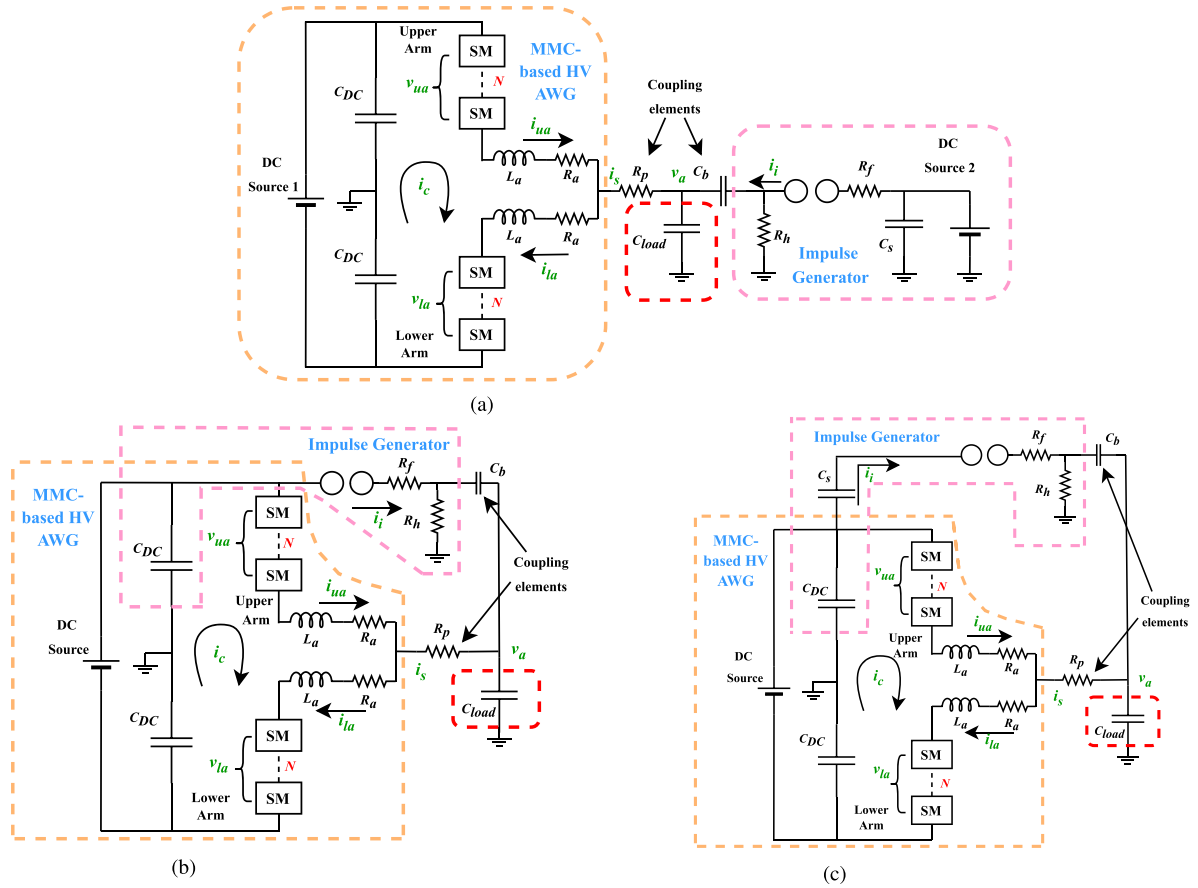 Upper
Arm
SM
MMC-
based HV
AWG
v_ua
N
C_DC
SM
Coupling
elements
i_ua
DC
Source 1
L_a
R_a
i_c
i_s
R_p
v_a
C_b
i_i
R_f
DC
Source 2
L_a
R_a
C_load
R_h
C_s
C_DC
i_la
Impulse
Generator
SM
v_la
N
SM
Lower
Arm
(a)
Impulse Generator
MMC-
based HV
AWG
R_f
C_b
SM
i_i
R_h
v_ua
N
C_DC
SM
Coupling
elements
Upper
Arm
i_ua
DC
Source
L_a
R_a
R_p
i_c
i_s
v_a
L_a
R_a
C_load
i_la
C_DC
SM
v_la
N
SM
Lower
Arm
(b)
Impulse Generator
R_f
C_b
C_s
i_i
R_h
MMC-
based HV
AWG
SM
v_ua
N
C_DC
SM
Coupling
elements
Upper
Arm
i_ua
DC
Source
L_a
R_a
R_p
i_c
i_s
v_a
L_a
R_a
C_load
i_la
C_DC
SM
v_la
N
SM
Lower
Arm
(c)